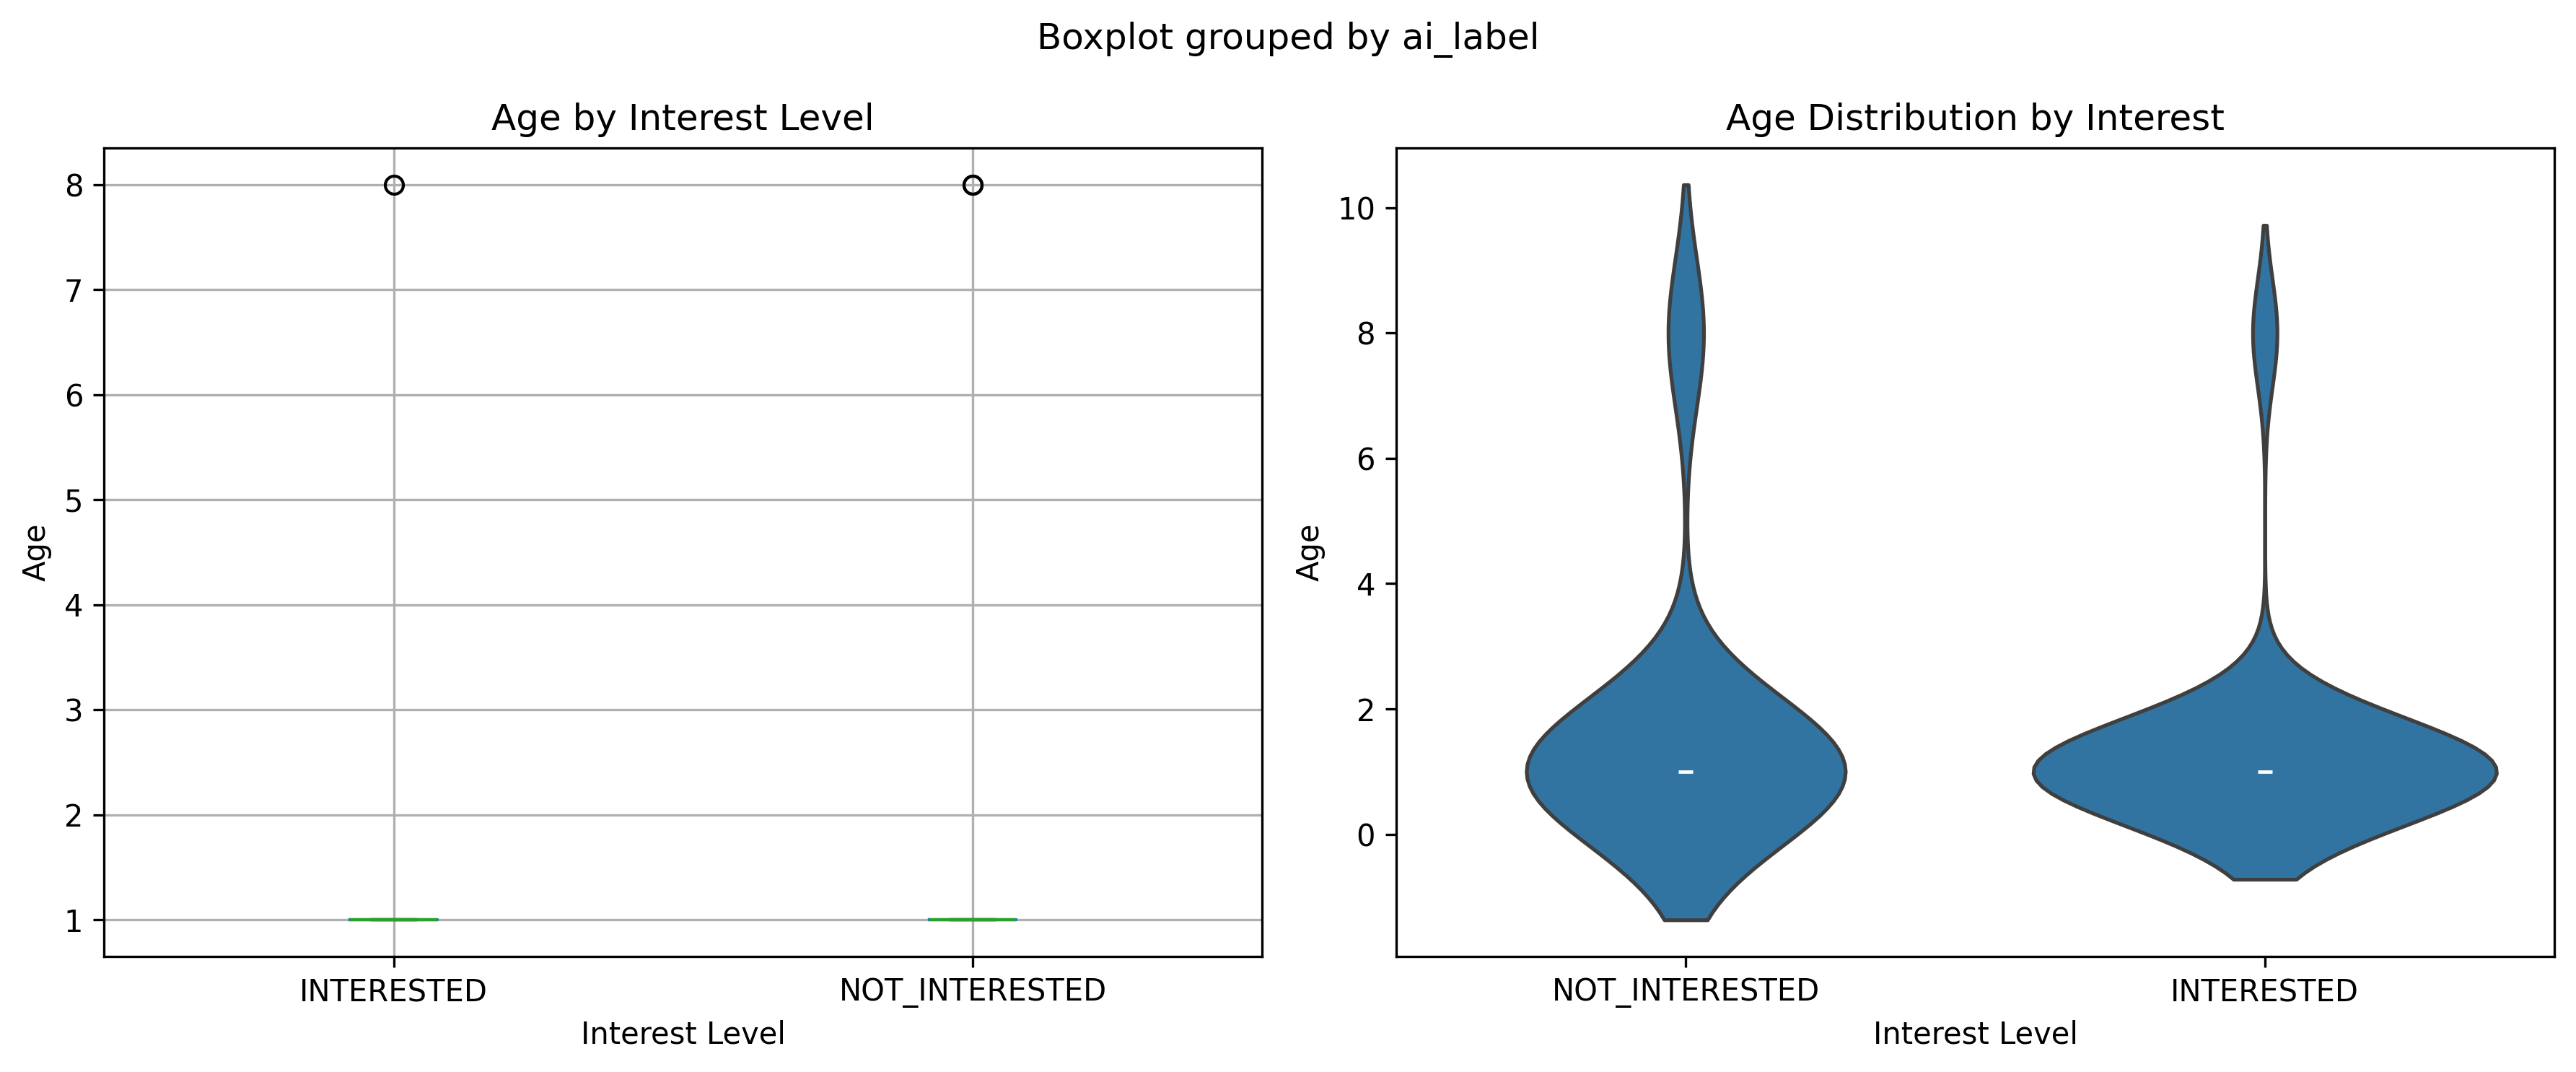 Boxplot grouped by ai_label
Age by Interest Level
8
7
6
5
4
3
2
1
Age
INTERESTED
NOT_INTERESTED
Interest Level
Age Distribution by Interest
10
8
6
4
2
0
Age
NOT_INTERESTED
INTERESTED
Interest Level